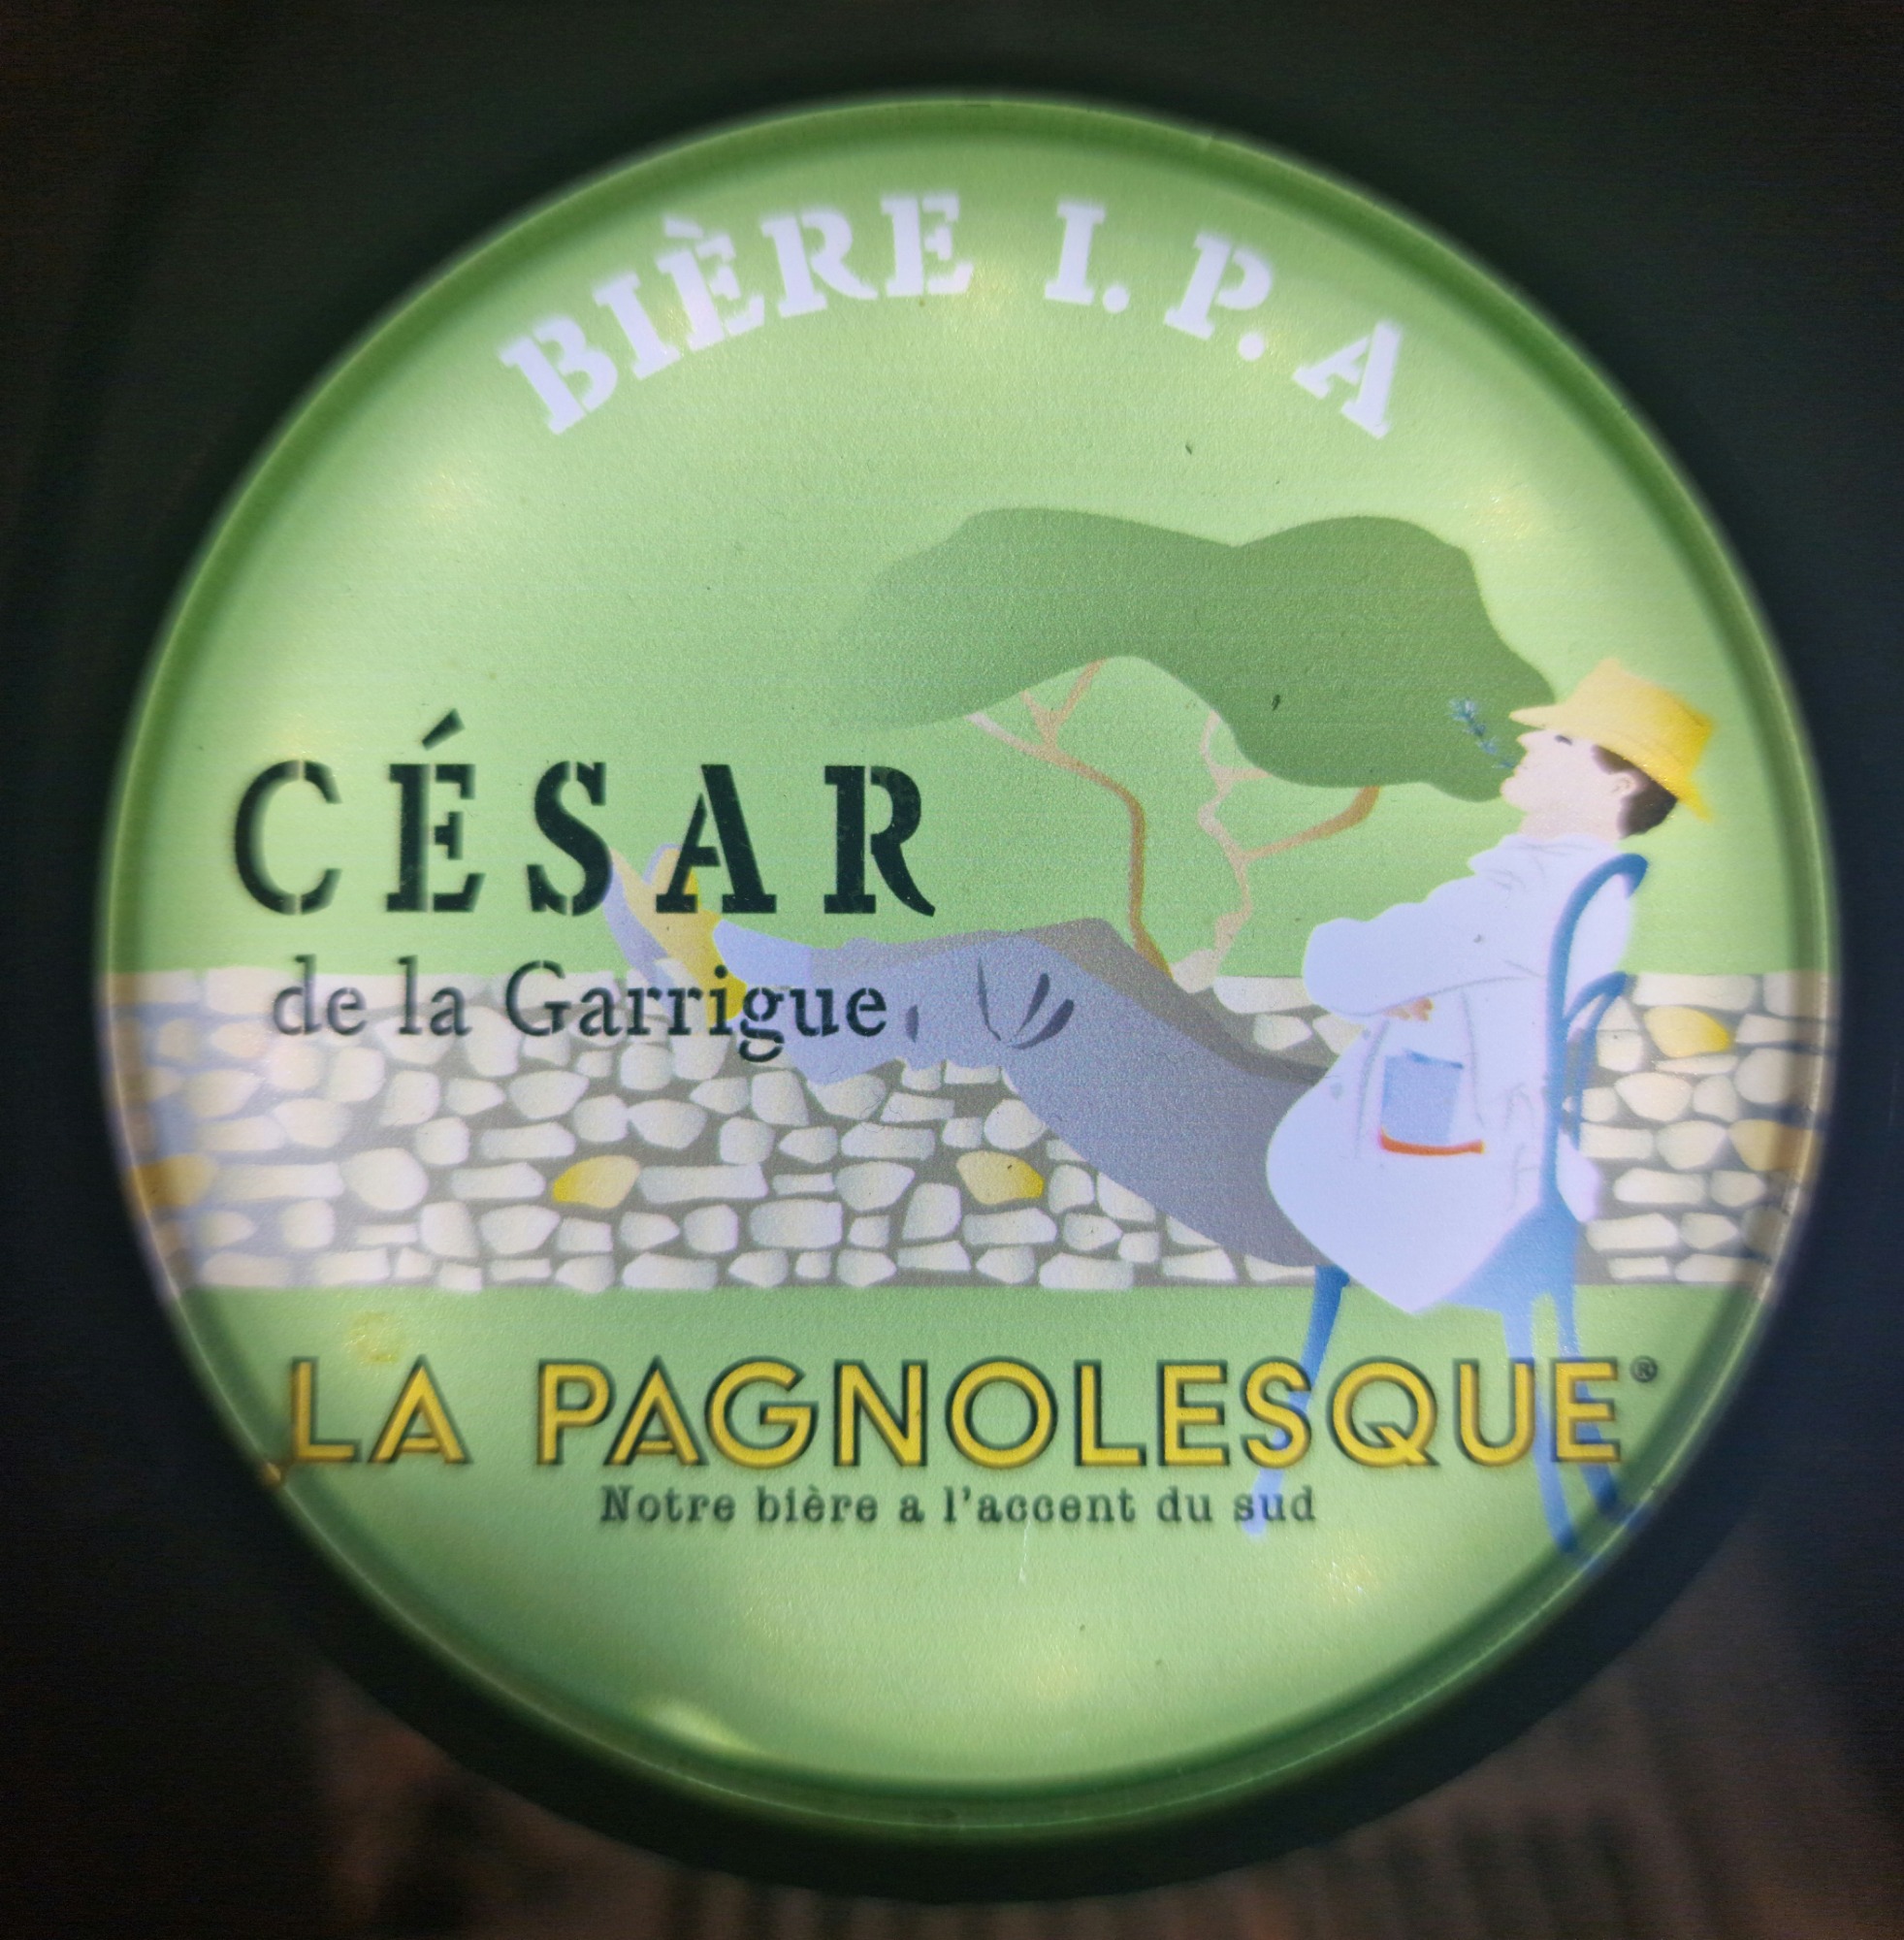 BIÈRE I.P.A
CÉSAR
de la Garrigue
LA PAGNOLESQUE®
Notre bière a l'accent du sud